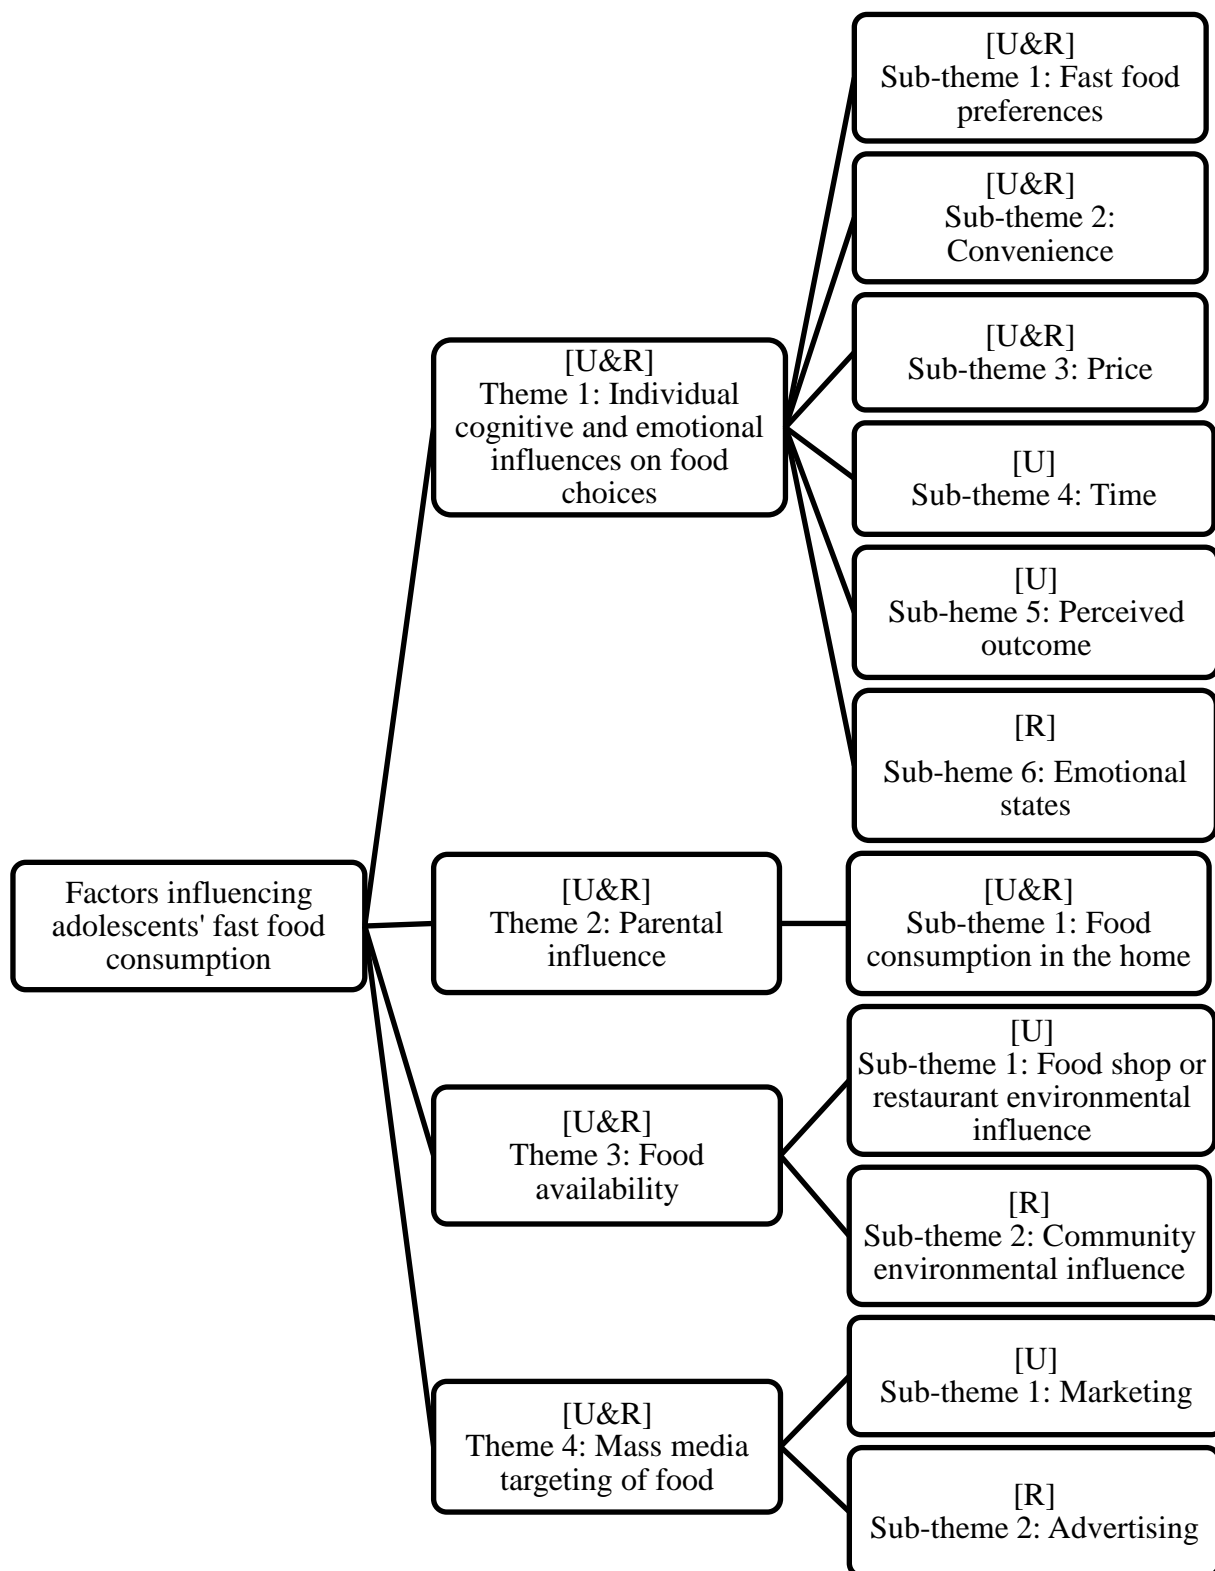 [U&R]
Sub-theme 1: Fast food
preferences
[U&R]
Sub-theme 2:
Convenience
[U&R]
Sub-theme 3: Price
[U&R]
Theme 1: Individual
cognitive and emotional
influences on food
choices
[U]
Sub-theme 4: Time
[U]
Sub-heme 5: Perceived
outcome
[R]
Sub-heme 6: Emotional
states
Factors influencing
adolescents' fast food
consumption
[U&R]
Theme 2: Parental
influence
[U&R]
Sub-theme 1: Food
consumption in the home
[U&R]
Theme 3: Food
availability
[U]
Sub-theme 1: Food shop or
restaurant environmental
influence
[R]
Sub-theme 2: Community
environmental influence
[U&R]
Theme 4: Mass media
targeting of food
[U]
Sub-theme 1: Marketing
[R]
Sub-theme 2: Advertising